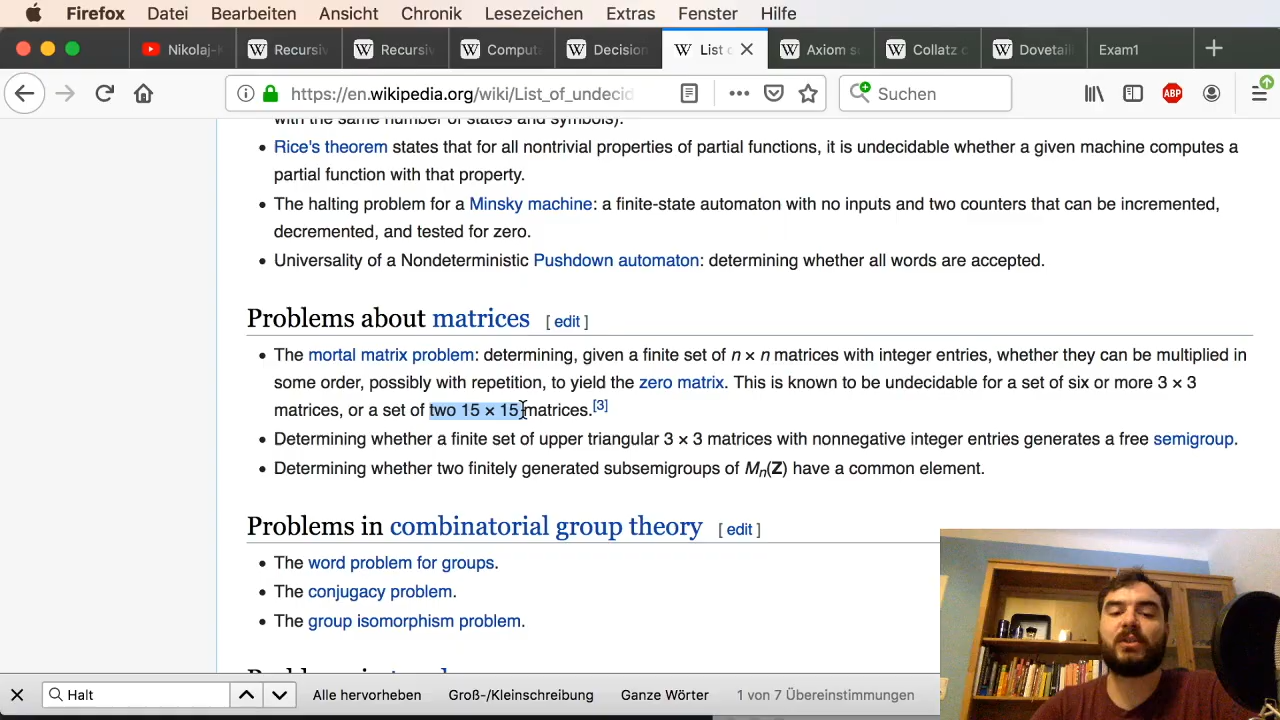 Firefox Datei Bearbeiten Ansicht Chronik Lesezeichen Extras Fenster Hilfe
Nikolaj-K Recursiv Recursiv Compute Decision List o Axiom s Collatz c Dovetail Exam1
https://en.wikipedia.org/wiki/List_of_undecid Suchen ABP
with the same number of states and symbols).
• Rice's theorem states that for all nontrivial properties of partial functions, it is undecidable whether a given machine computes a
partial function with that property.
• The halting problem for a Minsky machine: a finite-state automaton with no inputs and two counters that can be incremented,
decremented, and tested for zero.
• Universality of a Nondeterministic Pushdown automaton: determining whether all words are accepted.
Problems about matrices [ edit ]
• The mortal matrix problem: determining, given a finite set of n × n matrices with integer entries, whether they can be multiplied in
some order, possibly with repetition, to yield the zero matrix. This is known to be undecidable for a set of six or more 3 × 3
matrices, or a set of two 15 × 15 matrices.[3]
• Determining whether a finite set of upper triangular 3 × 3 matrices with nonnegative integer entries generates a free semigroup.
• Determining whether two finitely generated subsemigroups of Mn(Z) have a common element.
Problems in combinatorial group theory [ edit ]
• The word problem for groups.
• The conjugacy problem.
• The group isomorphism problem.
Halt Alle hervorheben Groß-/Kleinschreibung Ganze Wörter 1 von 7 Übereinstimmungen